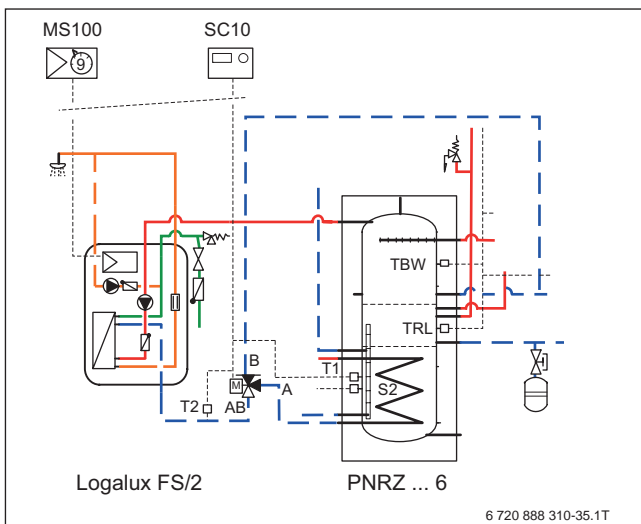 MS100 SC10
9
TBW
TRL
B
T1
A
M
S2
T2
AB
Logalux FS/2 PNRZ ... 6
6 720 888 310-35.1T